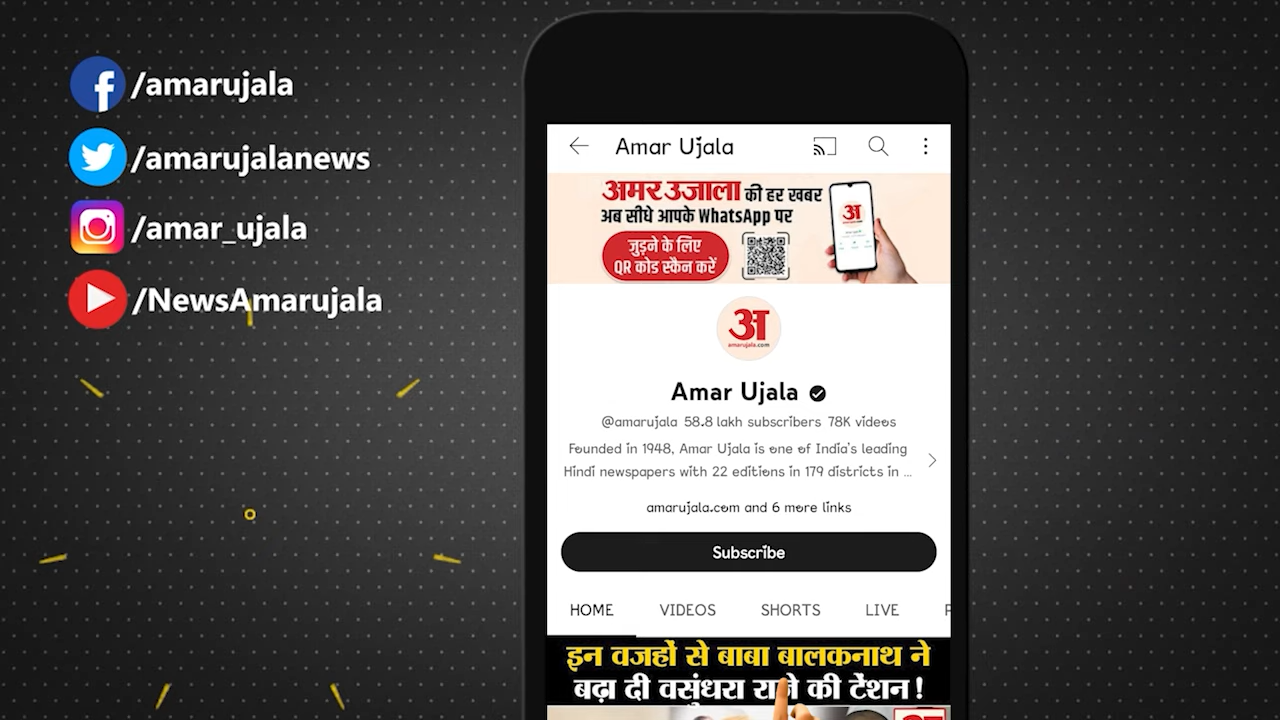 /amarujala
/amarujalanews
/amar_ujala
/NewsAmarujala
Amar Ujala
अमर उजाला की हर खबर
अब सीधे आपके WhatsApp पर
जुड़ने के लिए
QR कोड स्कैन करें
अ
अ
amarujala.com
Amar Ujala
@amarujala 58.8 lakh subscribers 78K videos
Founded in 1948, Amar Ujala is one of India's leading
Hindi newspapers with 22 editions in 179 districts in ...
amarujala.com and 6 more links
Subscribe
HOME VIDEOS SHORTS LIVE
इन वजहों से बाबा बालकनाथ ने
बढ़ा दी वसुंधरा राजे की टेंशन!